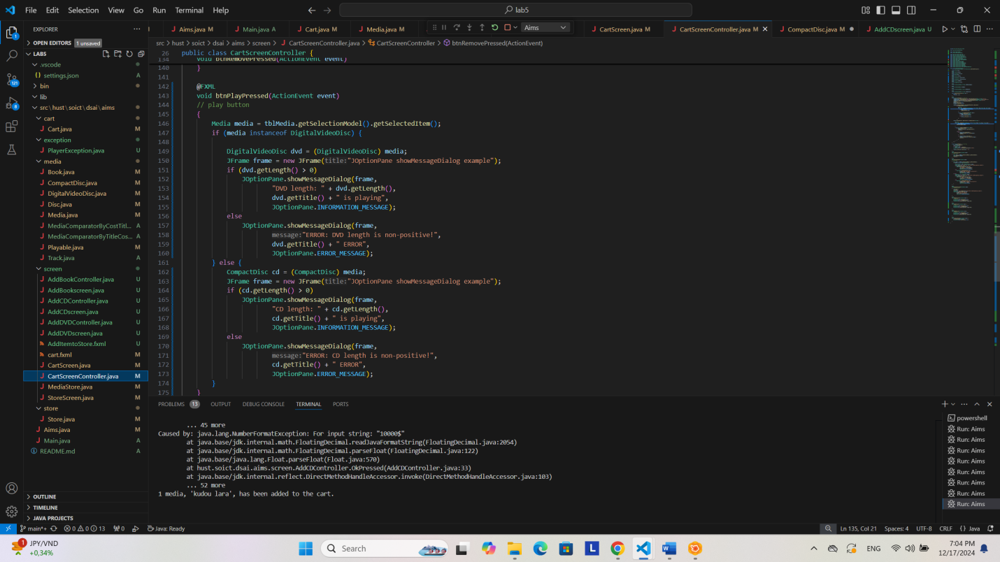 File Edit Selection View Go Run Terminal Help
lab5
EXPLORER
OPEN EDITORS 1 unsaved
LAB5
.vscode
settings.json A
bin
lib
src\hust\soict\dsai\aims
cart
Cart.java M
exception
PlayerException.java U
media
Book.java M
CompactDisc.java M
DigitalVideoDisc.java M
Disc.java M
Media.java M
MediaComparatorByCostTitl... A
MediaComparatorByTitleCos... A
Playable.java M
Track.java A
screen
AddBookController.java U
AddBookscreen.java U
AddCDController.java U
AddCDscreen.java U
AddDVDController.java U
AddDVDscreen.java U
AddItemtoStore.fxml U
cart.fxml M
CartScreen.java M
CartScreenController.java M
MediaStore.java M
StoreScreen.java M
store
Store.java M
Aims.java M
Main.java A
README.md A
OUTLINE
TIMELINE
JAVA PROJECTS
Aims.java M Main.java A Cart.java M Media.java M Aims CartScreen.java M CartScreenController.java M CompactDisc.java M AddCDscreen.java U
src > hust > soict > dsai > aims > screen > CartScreenController.java > CartScreenController > btnRemovePressed(ActionEvent)
26 public class CartScreenController {
134 void btnRemovePressed(ActionEvent event)
140 }
141
142 @FXML
143 void btnPlayPressed(ActionEvent event)
144 // play button
145 {
146 Media media = tblMedia.getSelectionModel().getSelectedItem();
147 if (media instanceof DigitalVideoDisc) {
148
149 DigitalVideoDisc dvd = (DigitalVideoDisc) media;
150 JFrame frame = new JFrame(title:"JOptionPane showMessageDialog example");
151 if (dvd.getLength() > 0)
152 JOptionPane.showMessageDialog(frame,
153 "DVD length: " + dvd.getLength(),
154 dvd.getTitle() + " is playing",
155 JOptionPane.INFORMATION_MESSAGE);
156 else
157 JOptionPane.showMessageDialog(frame,
158 message:"ERROR: DVD length is non-positive!",
159 dvd.getTitle() + " ERROR",
160 JOptionPane.ERROR_MESSAGE);
161 } else {
162 CompactDisc cd = (CompactDisc) media;
163 JFrame frame = new JFrame(title:"JOptionPane showMessageDialog example");
164 if (cd.getLength() > 0)
165 JOptionPane.showMessageDialog(frame,
166 "CD length: " + cd.getLength(),
167 cd.getTitle() + " is playing",
168 JOptionPane.INFORMATION_MESSAGE);
169 else
170 JOptionPane.showMessageDialog(frame,
171 message:"ERROR: CD length is non-positive!",
172 cd.getTitle() + " ERROR",
173 JOptionPane.ERROR_MESSAGE);
174 }
175 }
PROBLEMS 13 OUTPUT DEBUG CONSOLE TERMINAL PORTS
... 45 more
Caused by: java.lang.NumberFormatException: For input string: "10000$"
at java.base/jdk.internal.math.FloatingDecimal.readJavaFormatString(FloatingDecimal.java:2054)
at java.base/jdk.internal.math.FloatingDecimal.parseFloat(FloatingDecimal.java:122)
at java.base/java.lang.Float.parseFloat(Float.java:570)
at hust.soict.dsai.aims.screen.AddCDController.OkPressed(AddCDController.java:33)
at java.base/jdk.internal.reflect.DirectMethodHandleAccessor.invoke(DirectMethodHandleAccessor.java:103)
... 52 more
1 media, 'kudou lara', has been added to the cart.
powershell
Run: Aims
Run: Aims
Run: Aims
Run: Aims
Run: Aims
Run: Aims
Run: Aims
Run: Aims
1
121
8
main*+ 0 0 13 0 Java: Ready Ln 135, Col 21 Spaces: 4 UTF-8 CRLF {} Java
1 JPY/VND
+0,34%
Search
L
ENG
7:04 PM
12/17/2024